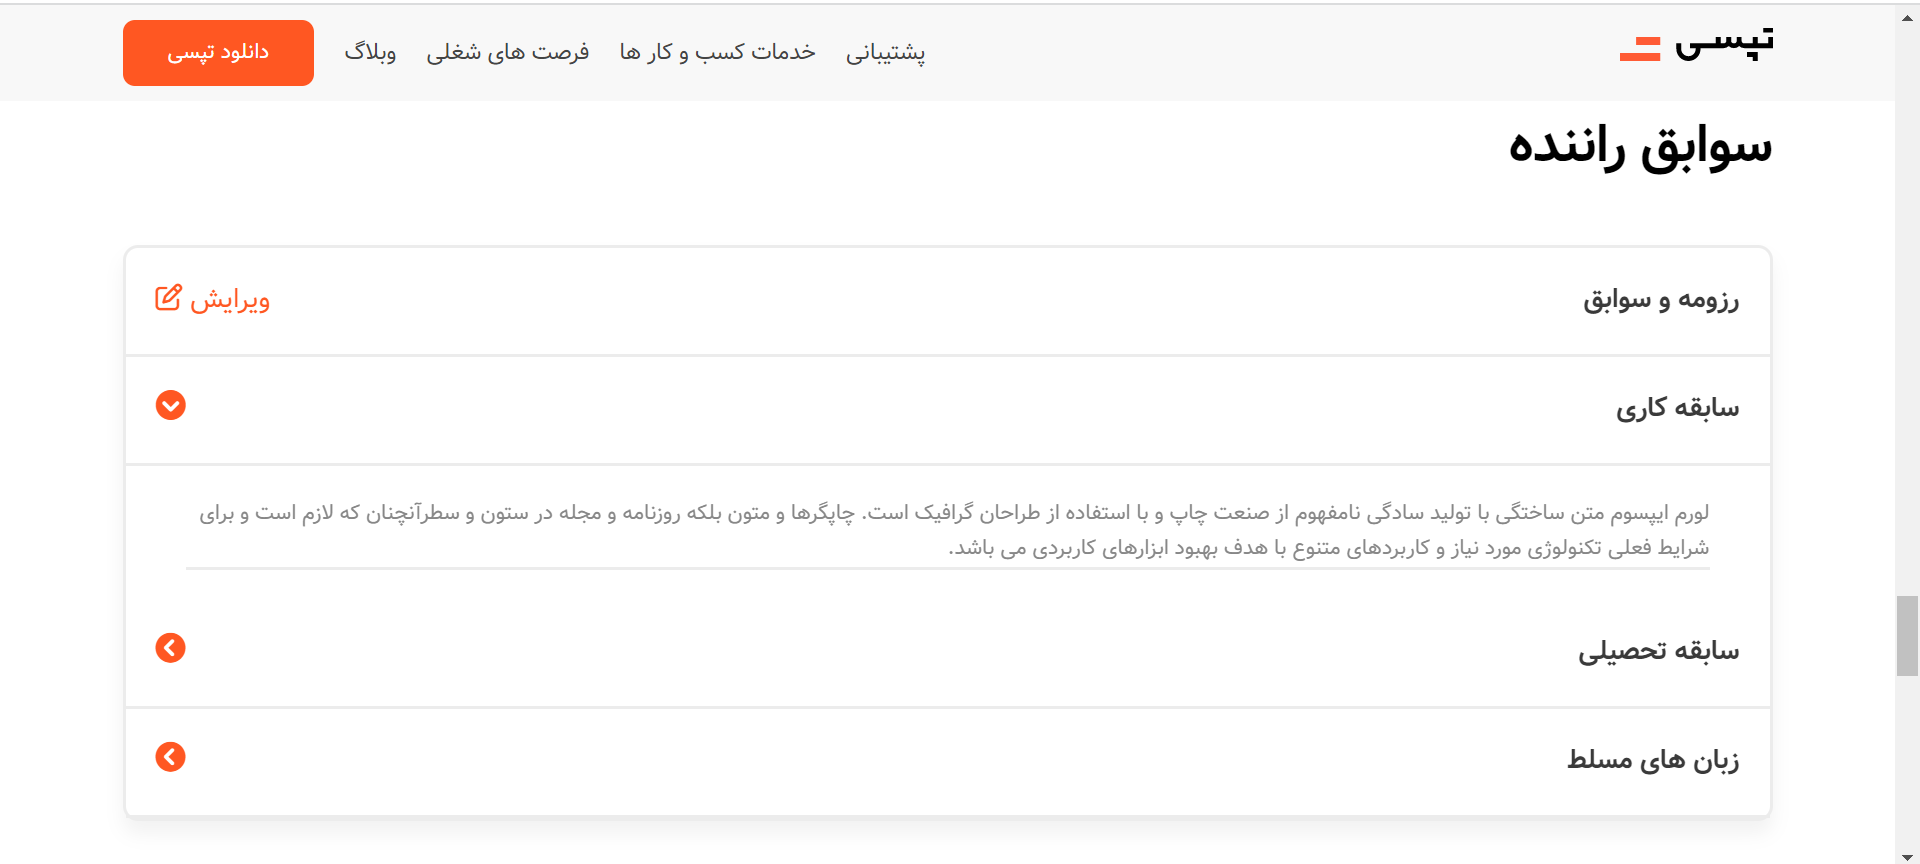 تپسی
پشتیبانی
خدمات کسب و کار ها
فرصت های شغلی
وبلاگ
دانلود تپسی
سوابق راننده
رزومه و سوابق
ویرایش
سابقه کاری
لورم ایپسوم متن ساختگی با تولید سادگی نامفهوم از صنعت چاپ و با استفاده از طراحان گرافیک است. چاپگرها و متون بلکه روزنامه و مجله در ستون و سطرآنچنان که لازم است و برای
شرایط فعلی تکنولوژی مورد نیاز و کاربردهای متنوع با هدف بهبود ابزارهای کاربردی می باشد.
سابقه تحصیلی
زبان های مسلط